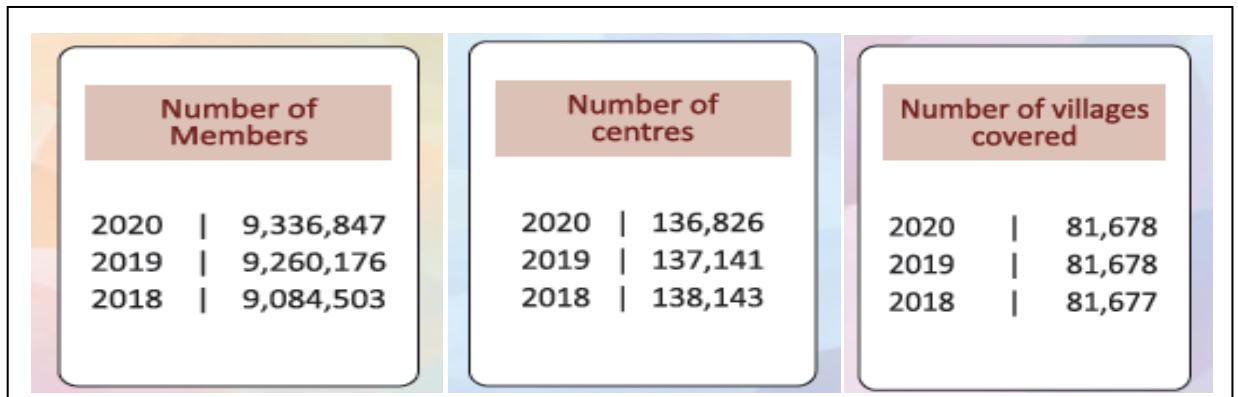 Number of
Members
2020 | 9,336,847
2019 | 9,260,176
2018 | 9,084,503
Number of
centres
2020 | 136,826
2019 | 137,141
2018 | 138,143
Number of villages
covered
2020 | 81,678
2019 | 81,678
2018 | 81,677